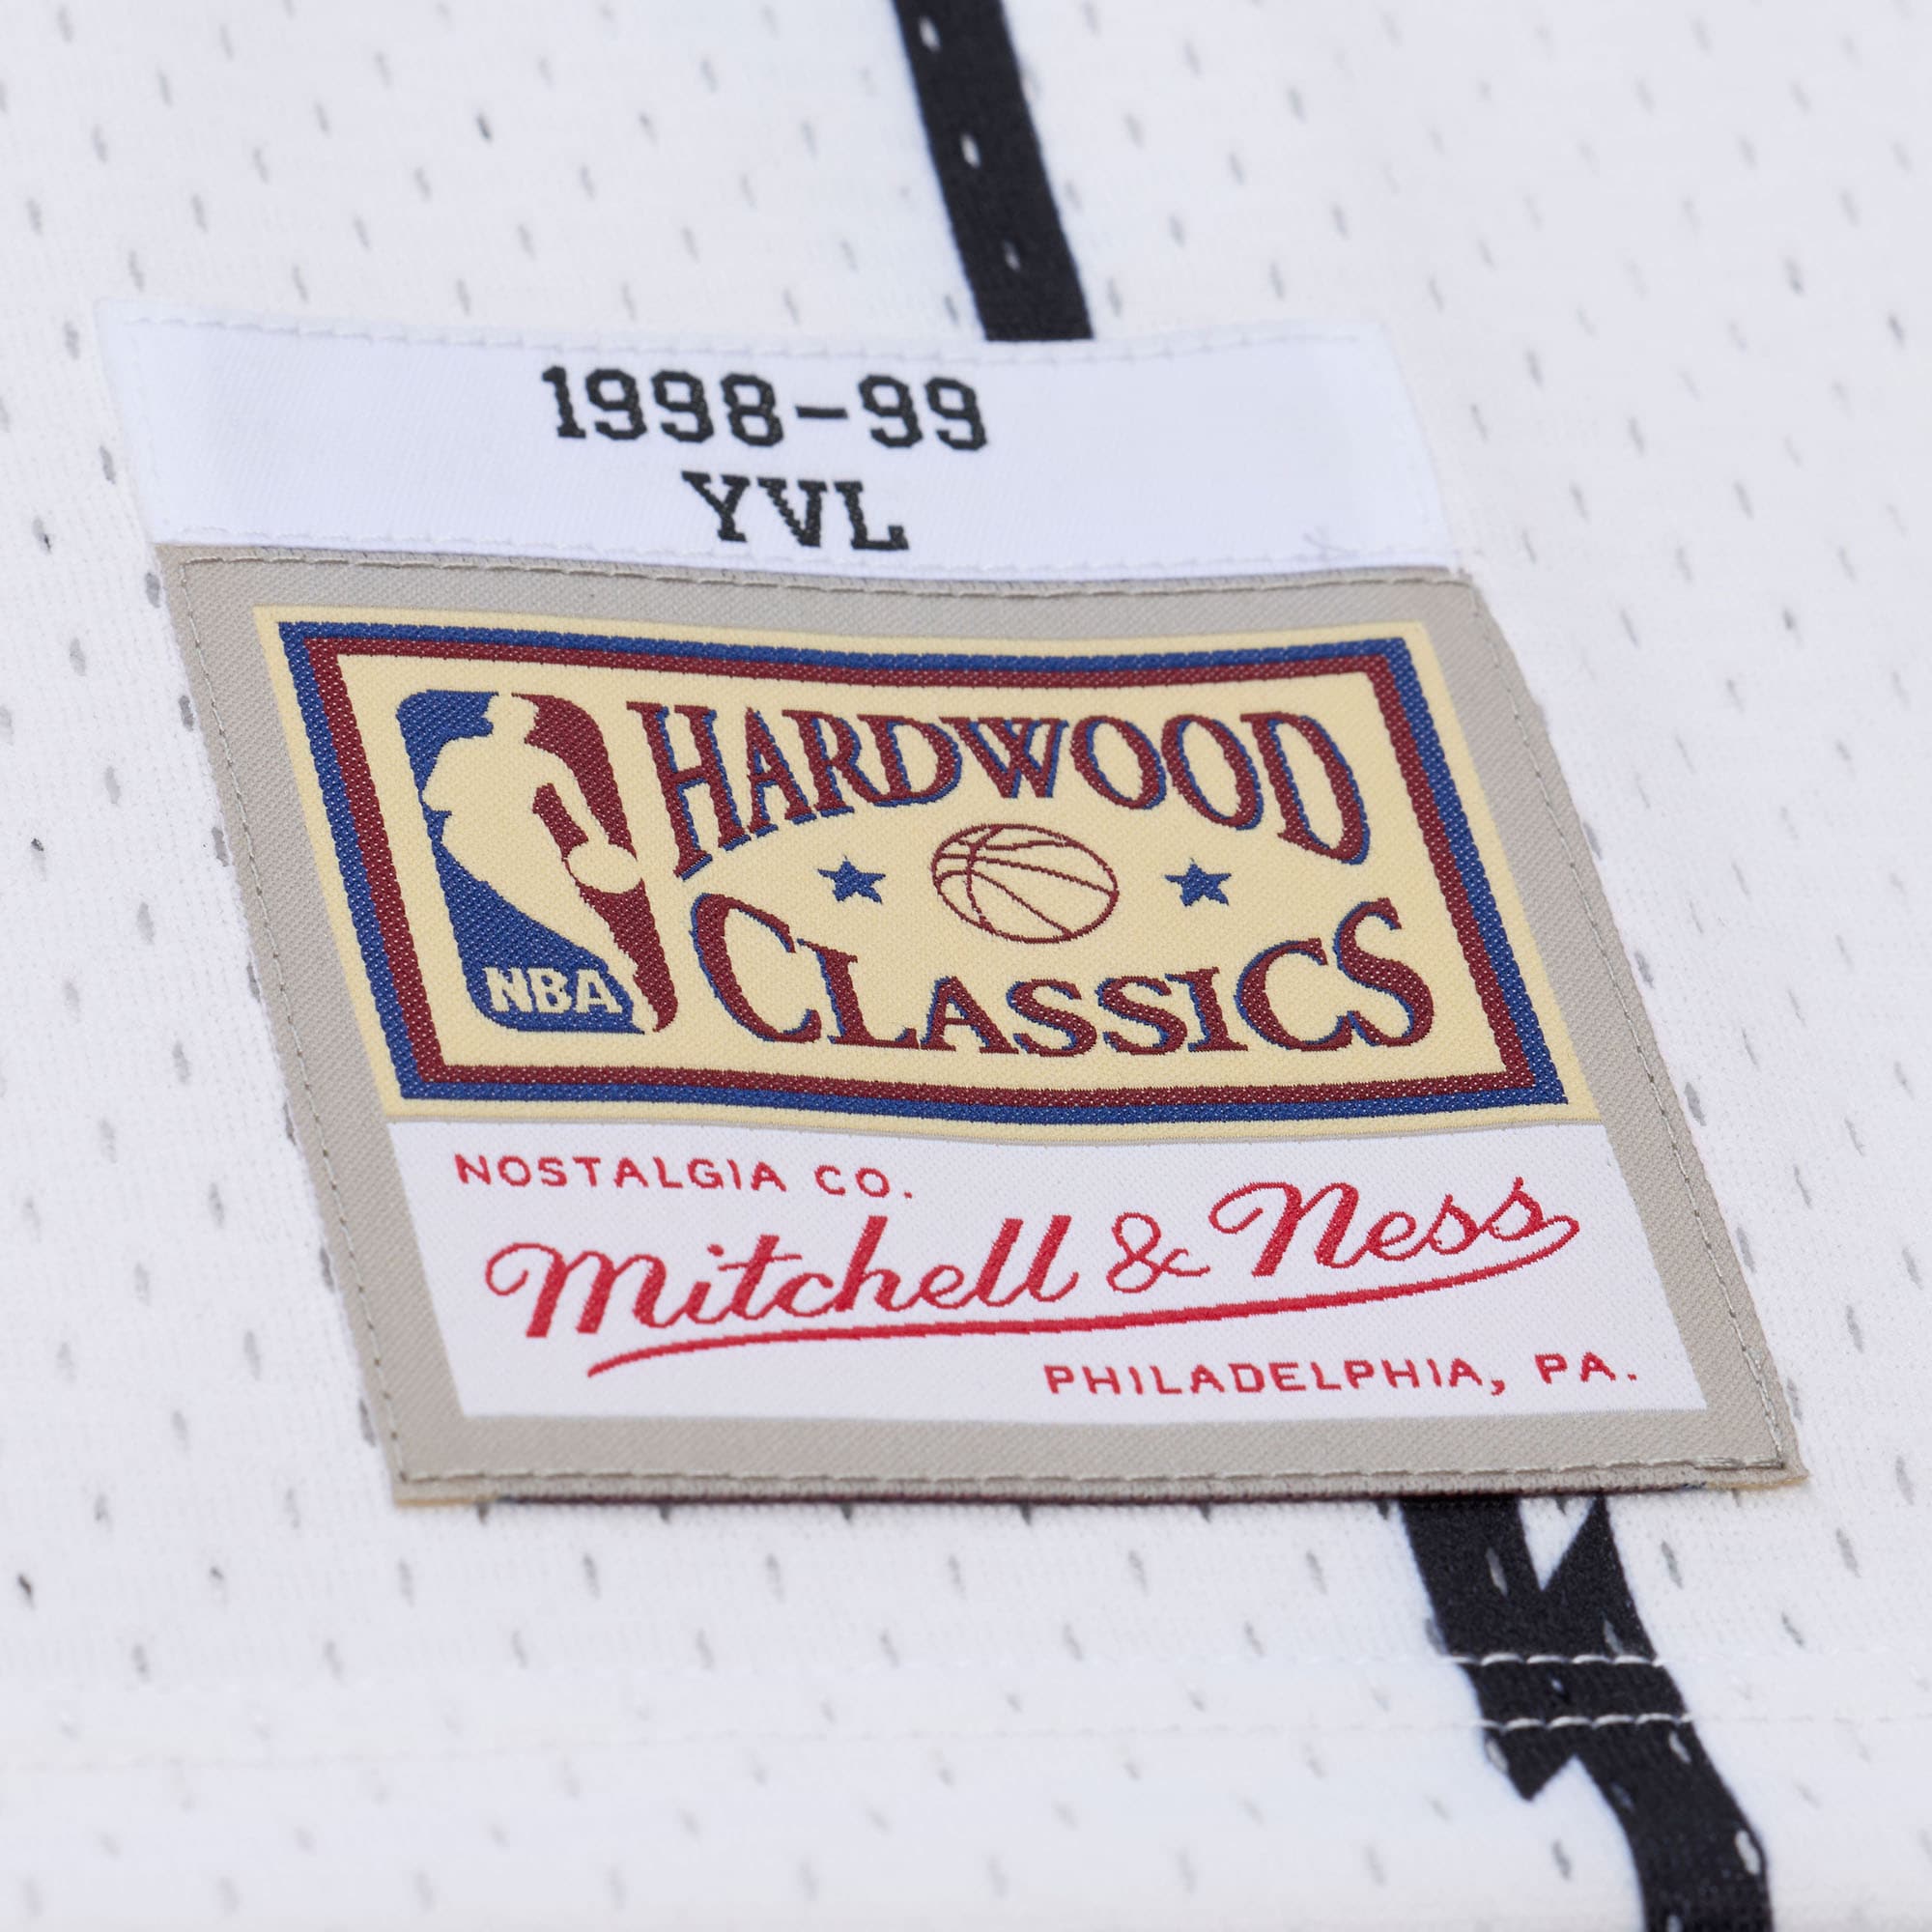 1998-99
YVL
HARDWOOD
CLASSICS
NBA
NOSTALGIA CO.
Mitchell & Ness
PHILADELPHIA, PA.